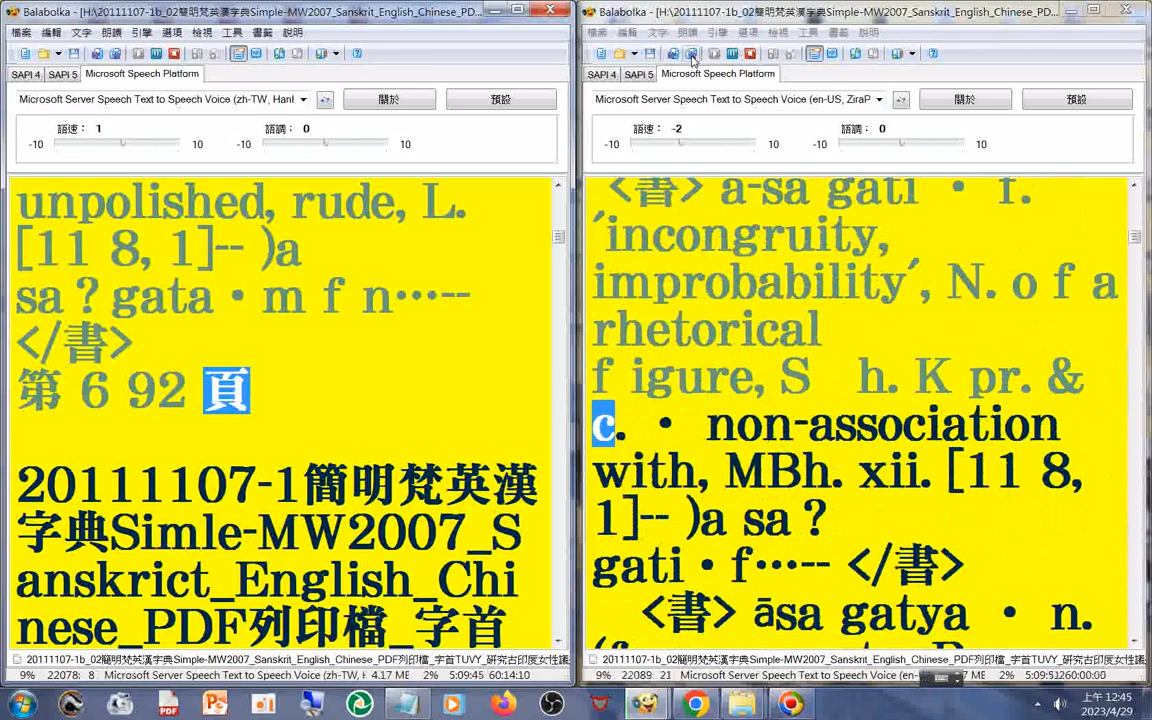 Balabolka - [H:\20111107-1b_02簡明梵英漢字典Simple-MW2007_Sanskrit_English_Chinese_PD...
檔案 編輯 文字 朗讀 引擎 選項 檢視 工具 書籤 說明
SAPI 4 SAPI 5 Microsoft Speech Platform
Microsoft Server Speech Text to Speech Voice (zh-TW, HanI
關於
預設
語速： 1
語調： 0
-10 10 -10 10
unpolished, rude, L.
[11 8, 1]-- )a
sa ? gata • m f n…--
</書>
第 6 92 頁
20111107-1簡明梵英漢
字典Simle-MW2007_S
anskrict_English_Chi
nese_PDF列印檔_字首
20111107-1b_02簡明梵英漢字典Simple-MW2007_Sanskrit_English_Chinese_PDF列印檔_字首TUVY_研究古印度女性議
9% 22078: 8 Microsoft Server Speech Text to Speech Voice (zh-TW, H 4.17 ME 2% 5:09:45 60:14:10
Balabolka - [H:\20111107-1b_02簡明梵英漢字典Simple-MW2007_Sanskrit_English_Chinese_PD...
檔案 編輯 文字 朗讀 引擎 選項 檢視 工具 書籤 說明
SAPI 4 SAPI 5 Microsoft Speech Platform
Microsoft Server Speech Text to Speech Voice (en-US, ZiraP
關於
預設
語速： -2
語調： 0
-10 10 -10 10
<書> a-sa gati • f.
´incongruity,
improbability´, N. o f a
rhetorical
f igure, S h. K pr. &
c. • non-association
with, MBh. xii. [11 8,
1]-- )a sa ?
gati • f…-- </書>
<書> āsa gatya • n.
20111107-1b_02簡明梵英漢字典Simple-MW2007_Sanskrit_English_Chinese_PDF列印檔_字首TUVY_研究古印度女性議
9% 22089: 21 Microsoft Server Speech Text to Speech Voice (en-us 4.17 ME 2% 5:09:51
上午 12:45
2023/4/29